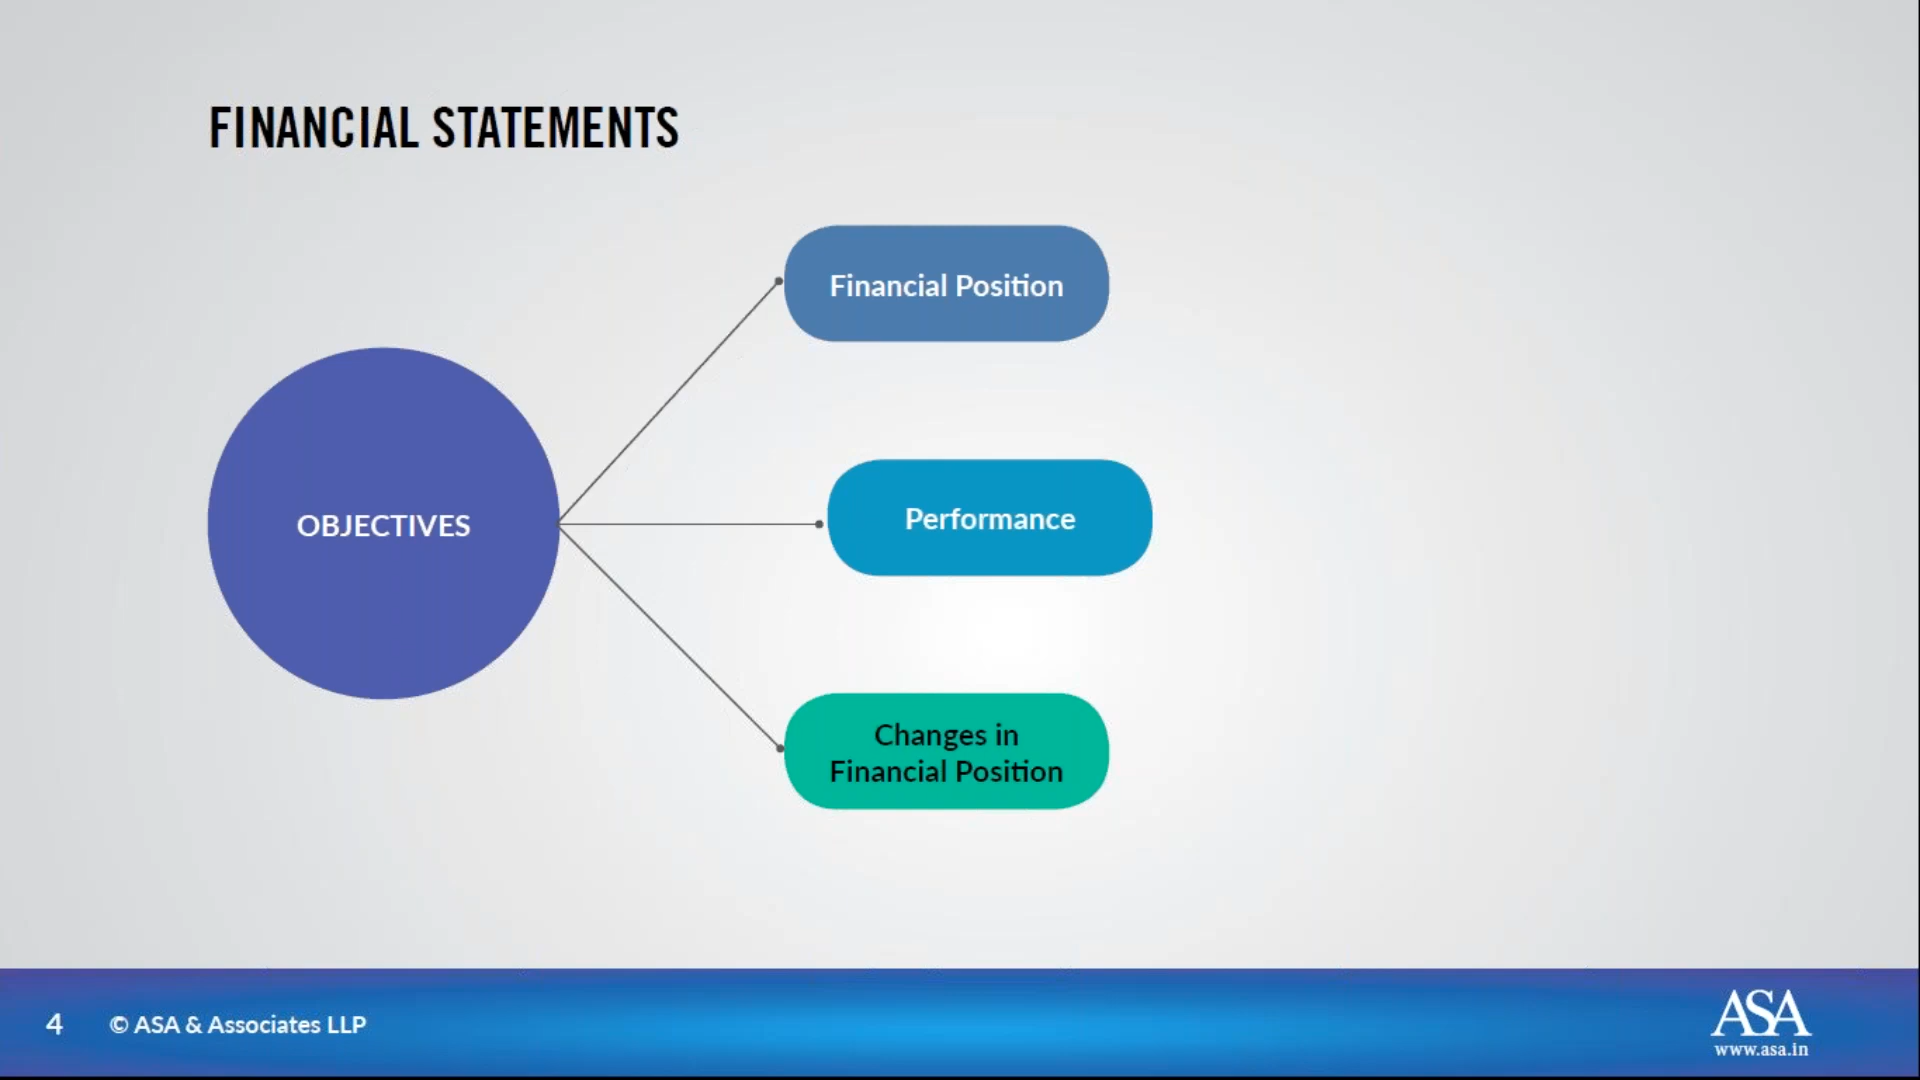 FINANCIAL STATEMENTS
OBJECTIVES
Financial Position
Performance
Changes in
Financial Position
4
© ASA & Associates LLP
ASA
www.asa.in